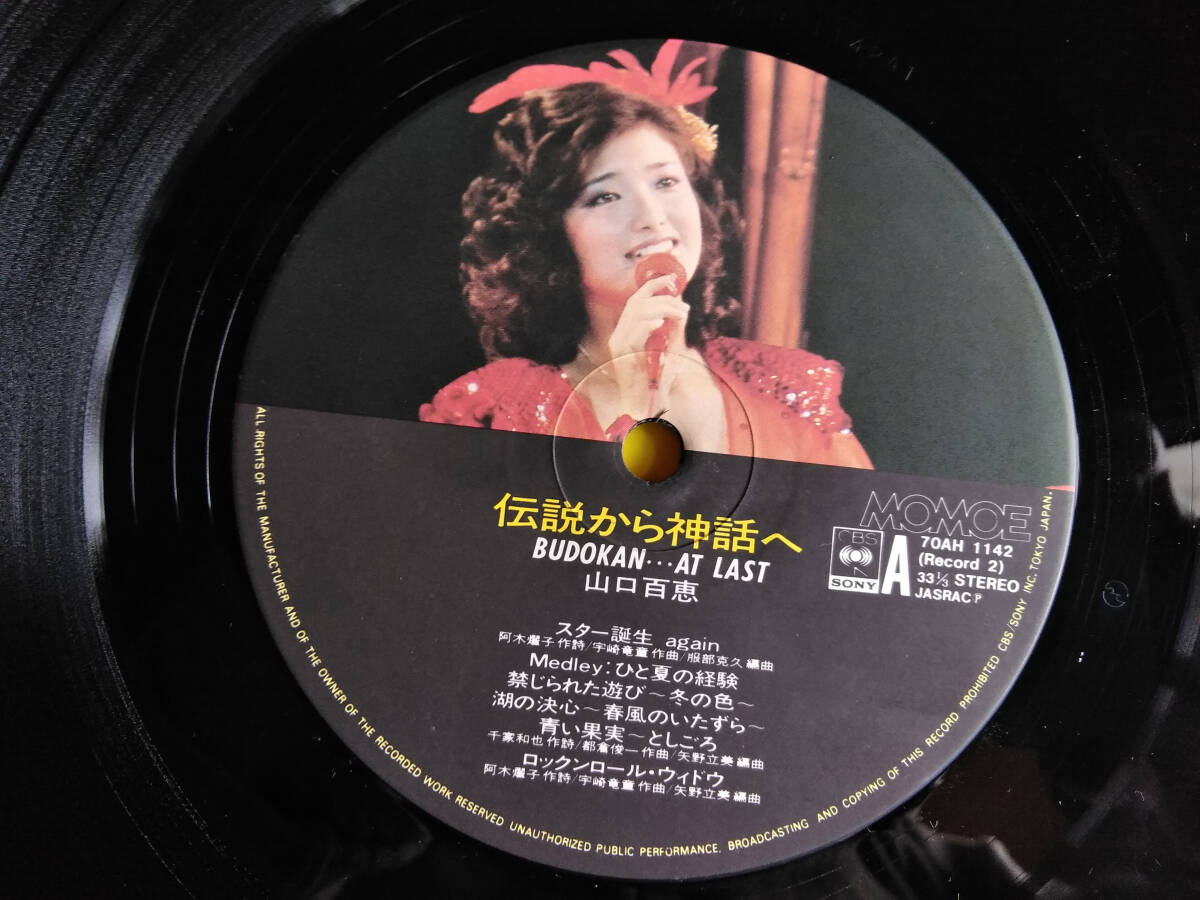 伝説から神話へ
BUDOKAN…AT LAST
山口百恵
MOMOE
CBS
SONY
A
70AH 1142
(Record 2)
33⅓ STEREO
JASRAC P
スター誕生 again
阿木燿子作詩/宇崎竜童作曲/服部克久編曲
Medley:ひと夏の経験
禁じられた遊び〜冬の色〜
湖の決心〜春風のいたずら〜
青い果実〜としごろ
千家和也作詩/都倉俊一作曲/矢野立美編曲
ロックンロール・ウィドウ
阿木燿子作詩/宇崎竜童作曲/矢野立美編曲
ALL RIGHTS OF THE MANUFACTURER AND OF THE OWNER OF THE RECORDED WORK RESERVED UNAUTHORIZED PUBLIC PERFORMANCE. BROADCASTING AND COPYING OF THIS RECORD PROHIBITED CBS/SONY INC. TOKYO JAPAN.